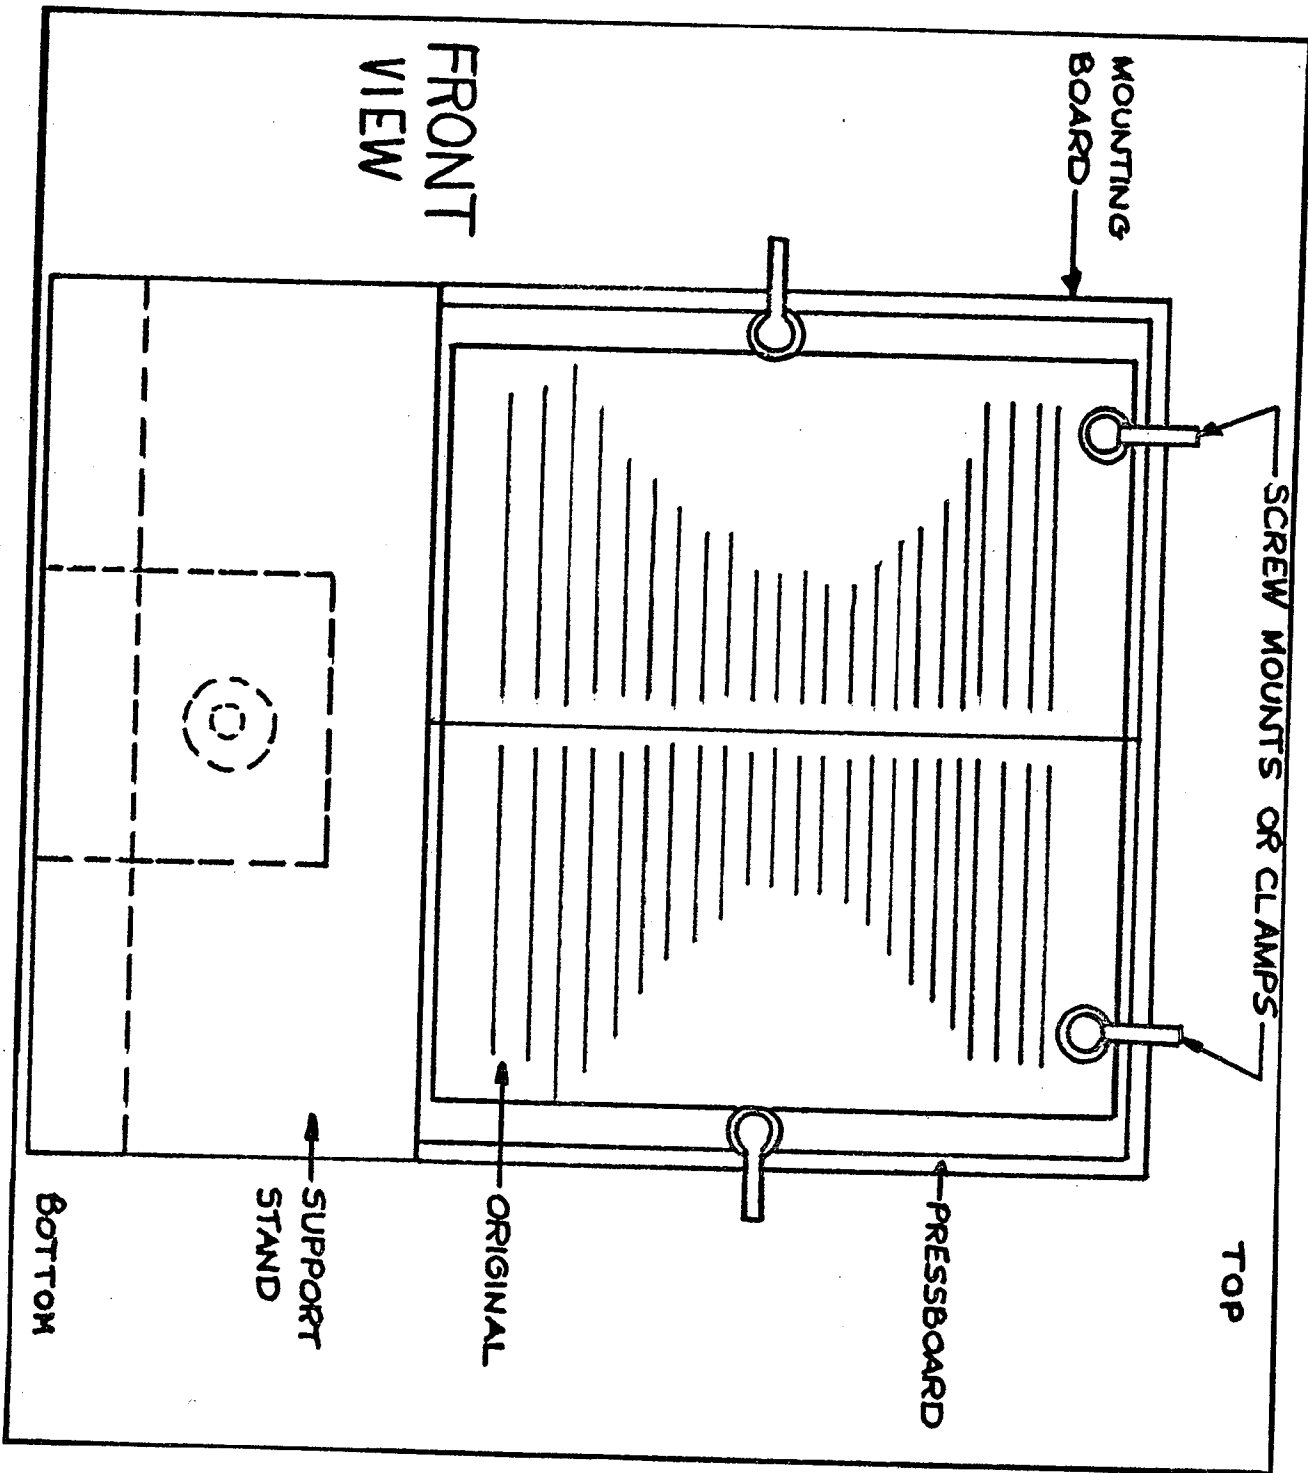 TOP
SCREW MOUNTS OR CLAMPS
MOUNTING
BOARD
PRESSBOARD
ORIGINAL
FRONT
VIEW
SUPPORT
STAND
BOTTOM